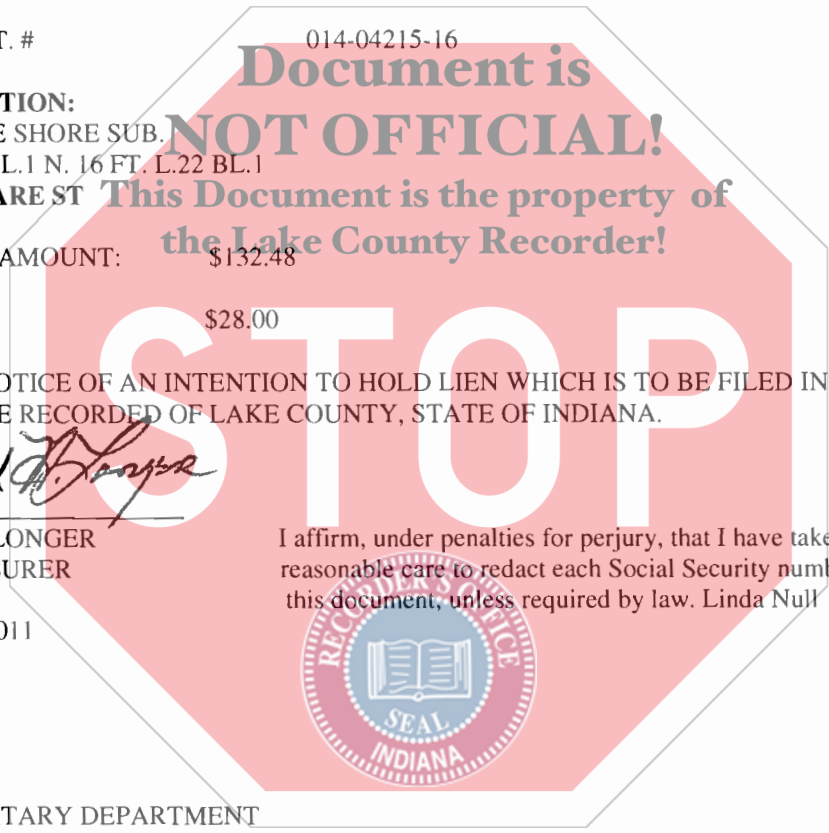 T. # 014-04215-16
Document is
TION:
E SHORE SUB.
NOT OFFICIAL!
L.1 N. 16 FT. L.22 BL.1
ARE ST
This Document is the property of
the Lake County Recorder!
AMOUNT: $132.48
$28.00
STOP
OTICE OF AN INTENTION TO HOLD LIEN WHICH IS TO BE FILED IN
E RECORDED OF LAKE COUNTY, STATE OF INDIANA.
LONGER
SURER
I affirm, under penalties for perjury, that I have take
reasonable care to redact each Social Security numb
this document, unless required by law. Linda Null
011
RECORDER'S OFFICE
SEAL
INDIANA
TARY DEPARTMENT